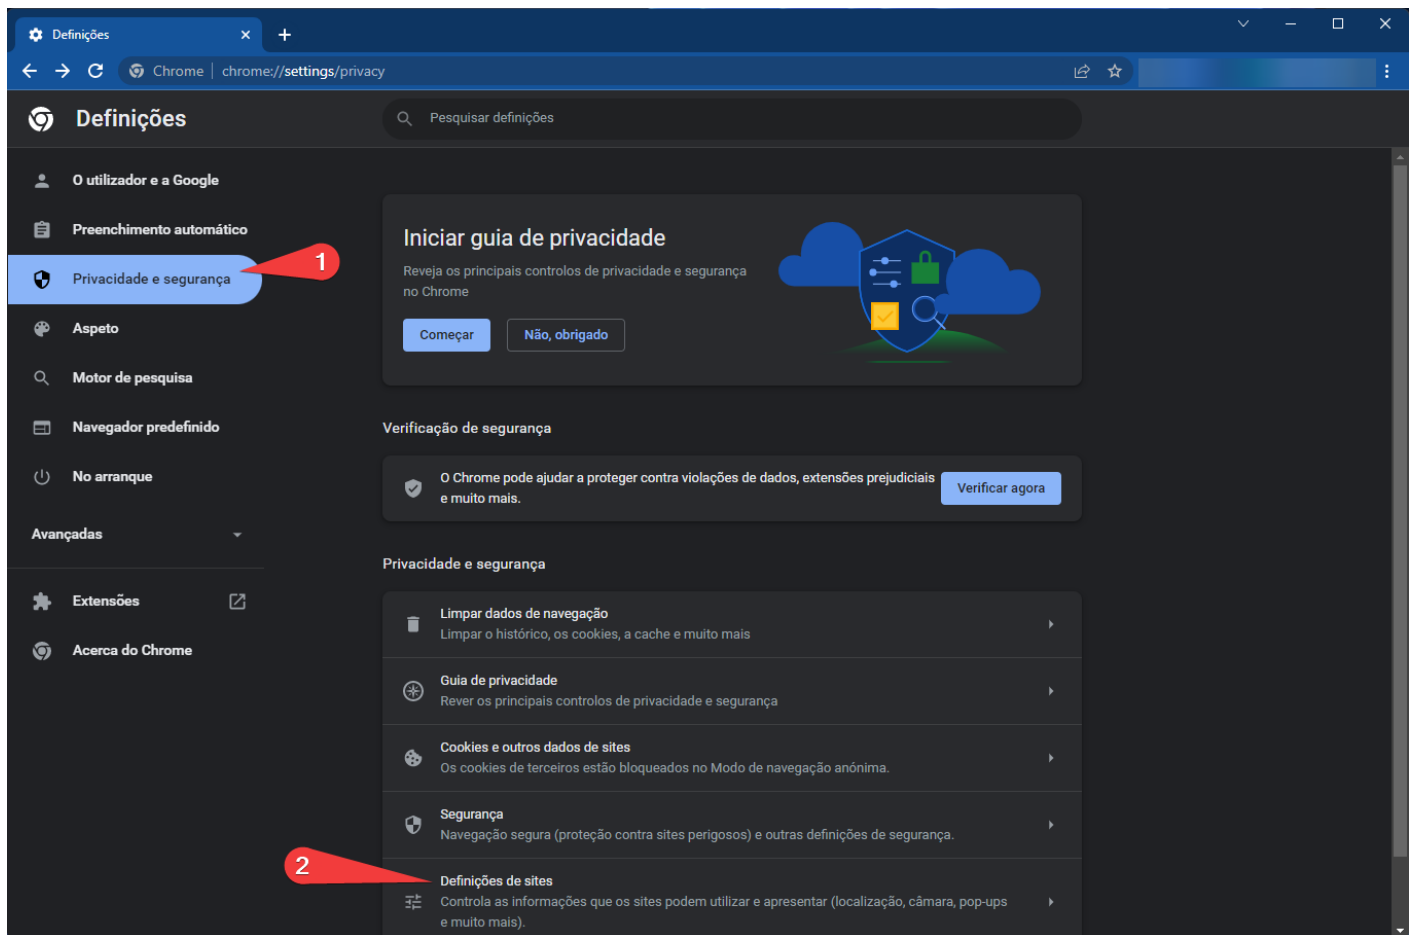 Definições
Chrome | chrome://settings/privacy
Definições
Pesquisar definições
O utilizador e a Google
Preenchimento automático
Privacidade e segurança
1
Aspeto
Motor de pesquisa
Navegador predefinido
No arranque
Avançadas
Extensões
Acerca do Chrome
Iniciar guia de privacidade
Reveja os principais controlos de privacidade e segurança
no Chrome
Começar
Não, obrigado
Verificação de segurança
O Chrome pode ajudar a proteger contra violações de dados, extensões prejudiciais
e muito mais.
Verificar agora
Privacidade e segurança
Limpar dados de navegação
Limpar o histórico, os cookies, a cache e muito mais
Guia de privacidade
Rever os principais controlos de privacidade e segurança
Cookies e outros dados de sites
Os cookies de terceiros estão bloqueados no Modo de navegação anónima.
Segurança
Navegação segura (proteção contra sites perigosos) e outras definições de segurança.
2
Definições de sites
Controla as informações que os sites podem utilizar e apresentar (localização, câmara, pop-ups
e muito mais).